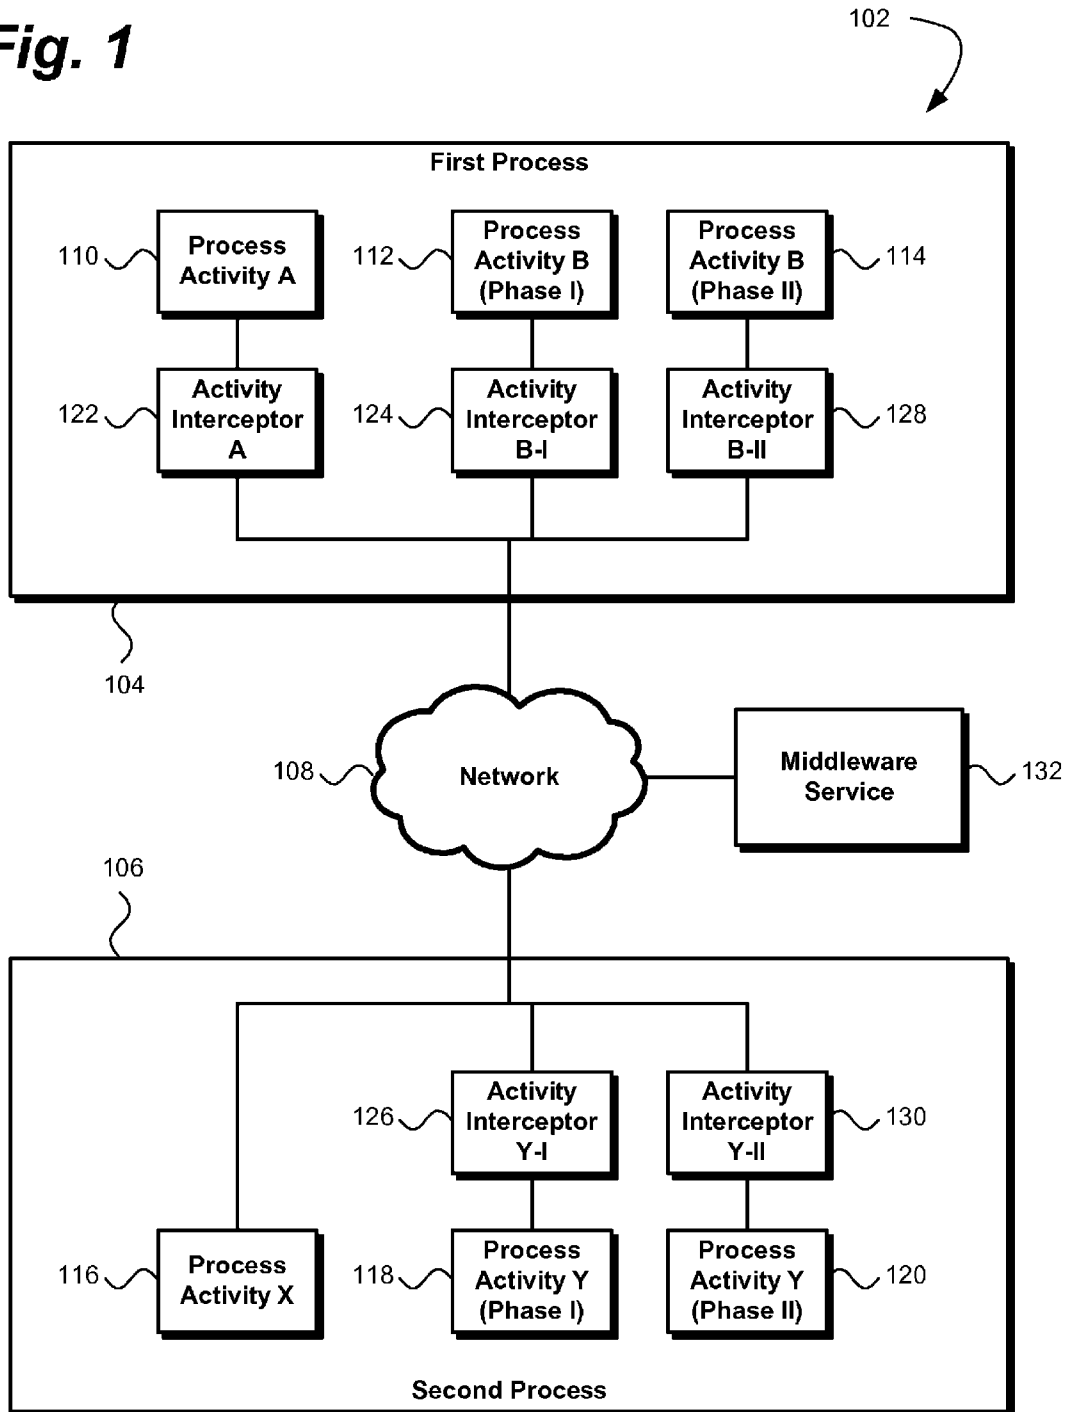 Fig. 1
102
First Process
110
Process
Activity A
112
Process
Activity B
(Phase I)
Process
Activity B
(Phase II)
114
122
Activity
Interceptor
A
124
Activity
Interceptor
B-I
Activity
Interceptor
B-II
128
104
108
Network
Middleware
Service
132
106
126
Activity
Interceptor
Y-I
Activity
Interceptor
Y-II
130
116
Process
Activity X
118
Process
Activity Y
(Phase I)
Process
Activity Y
(Phase II)
120
Second Process